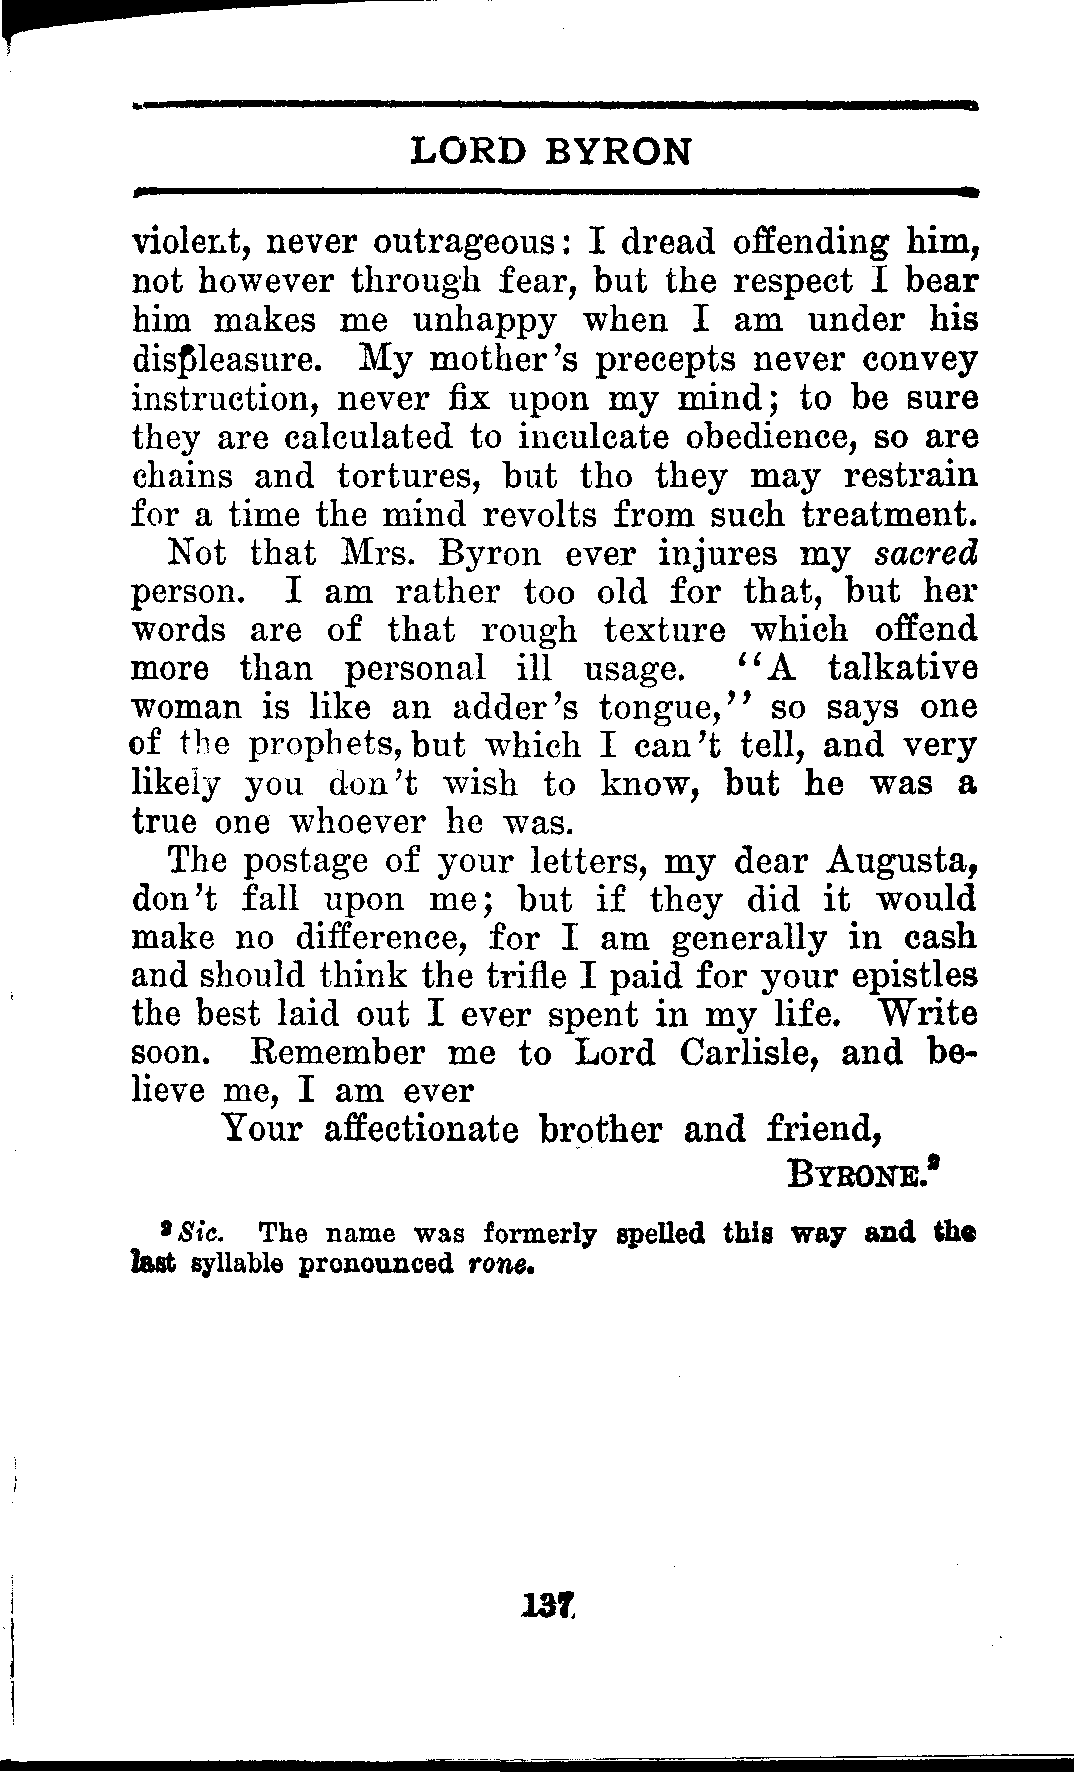 LORD BYRON
violent, never outrageous: I dread offending him,
not however through fear, but the respect I bear
him makes me unhappy when I am under his
displeasure. My mother's precepts never convey
instruction, never fix upon my mind; to be sure
they are calculated to inculcate obedience, so are
chains and tortures, but tho they may restrain
for a time the mind revolts from such treatment.
Not that Mrs. Byron ever injures my sacred
person. I am rather too old for that, but her
words are of that rough texture which offend
more than personal ill usage. "A talkative
woman is like an adder's tongue," so says one
of the prophets, but which I can't tell, and very
likely you don't wish to know, but he was a
true one whoever he was.
The postage of your letters, my dear Augusta,
don't fall upon me; but if they did it would
make no difference, for I am generally in cash
and should think the trifle I paid for your epistles
the best laid out I ever spent in my life. Write
soon. Remember me to Lord Carlisle, and be-
lieve me, I am ever
Your affectionate brother and friend,
BYRONE.²
² Sic. The name was formerly spelled this way and the
last syllable pronounced rone.
137